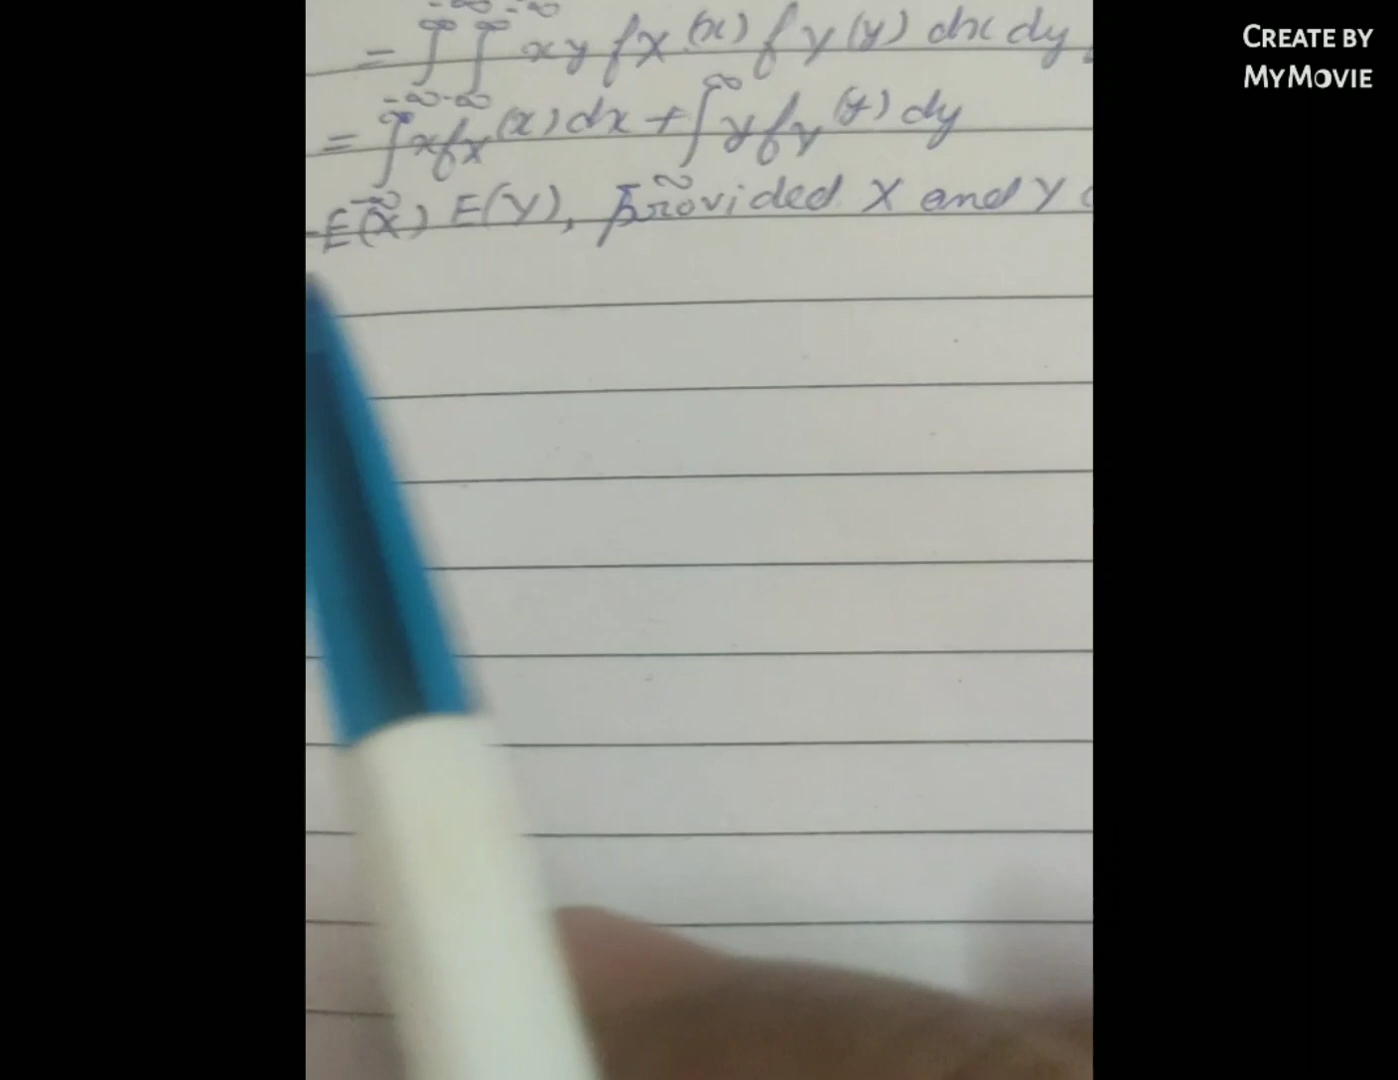 -∞ -∞
= ∫∞-∞ ∫∞-∞ xy fX(x) fY(y) dx dy
= ∫∞-∞ x fX(x) dx + ∫∞∞ y fY(y) dy
= E(X) E(Y), provided X and Y
CREATE BY
MYMOVIE